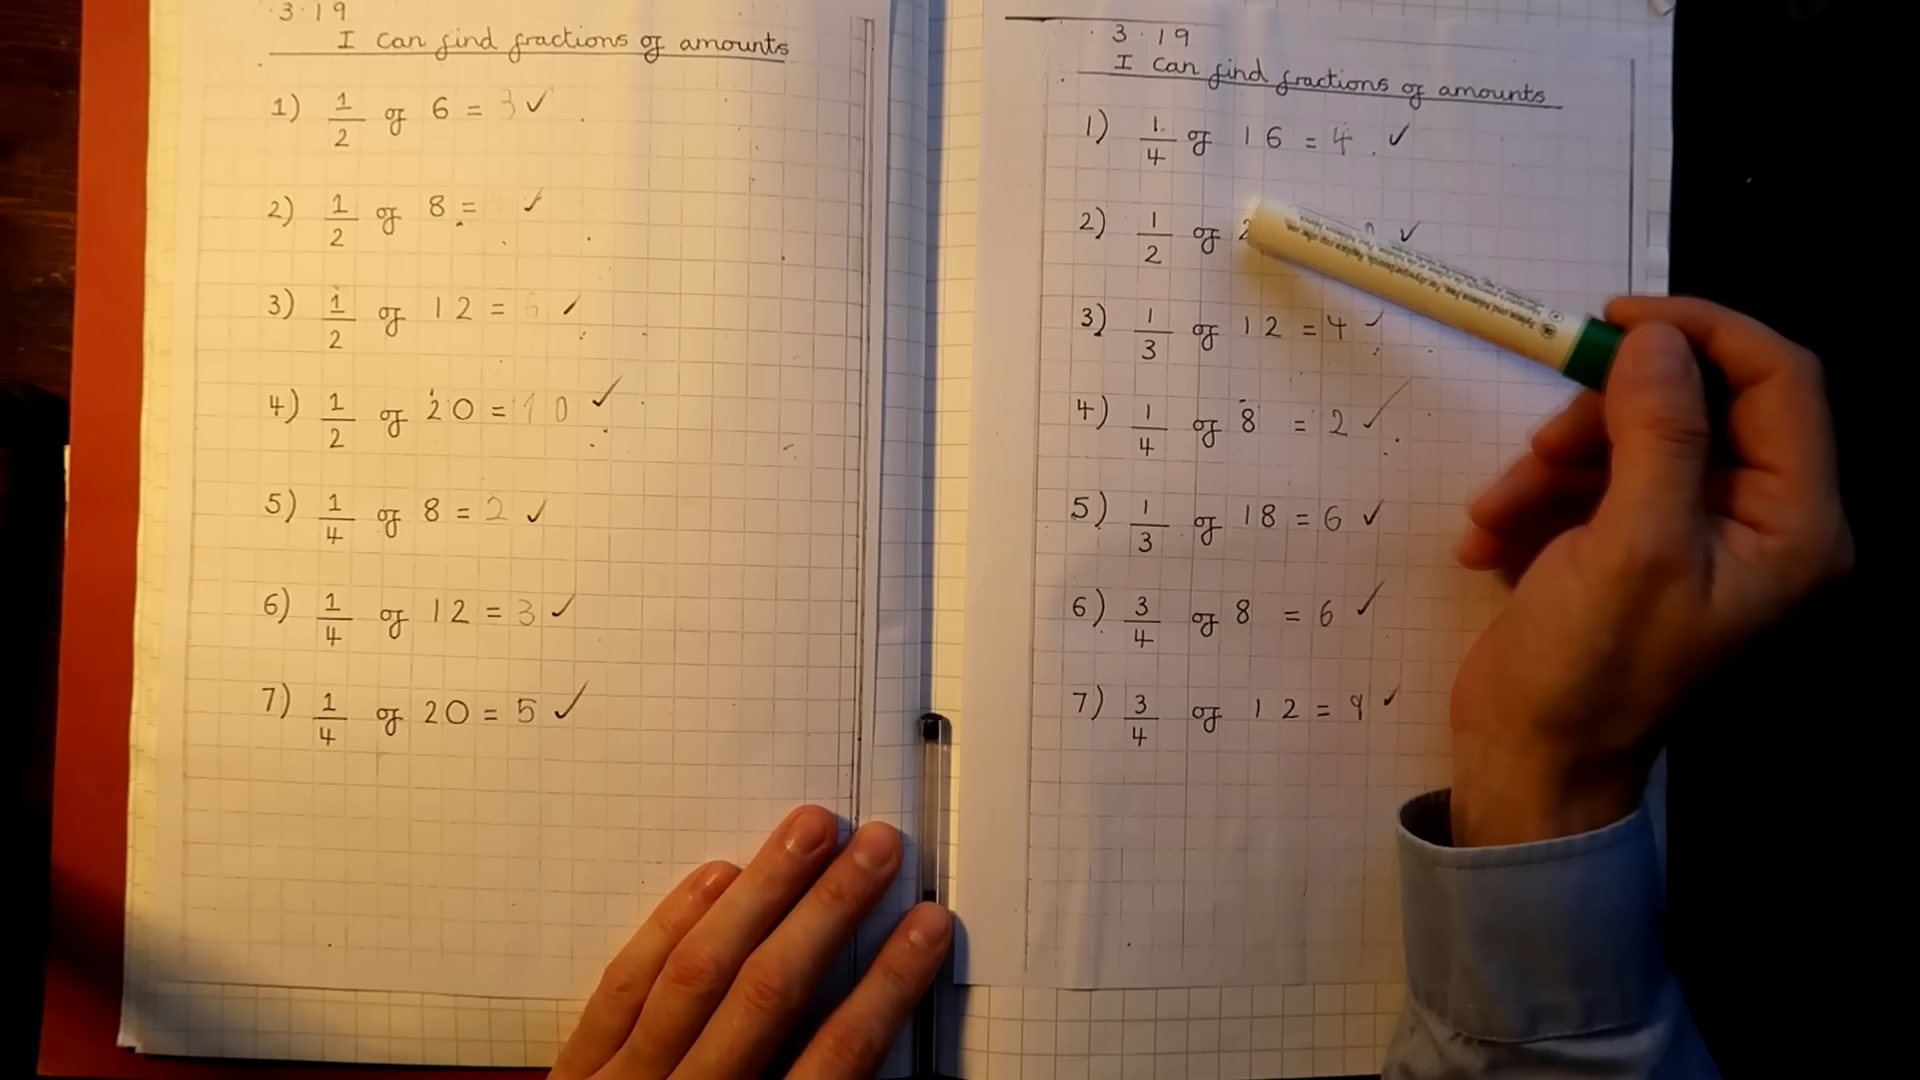 3.19
I can find fractions of amounts
1) 1/2 of 6 = 3 ✓
2) 1/2 of 8 = ✓
3) 1/2 of 12 = 6 ✓
4) 1/2 of 20 = 10 ✓
5) 1/4 of 8 = 2 ✓
6) 1/4 of 12 = 3 ✓
7) 1/4 of 20 = 5 ✓
3.19
I can find fractions of amounts
1) 1/4 of 16 = 4 ✓
2) 1/2 of ✓
3) 1/3 of 12 = 4 ✓
4) 1/4 of 8 = 2 ✓
5) 1/3 of 18 = 6 ✓
6) 3/4 of 8 = 6 ✓
7) 3/4 of 12 = 9 ✓